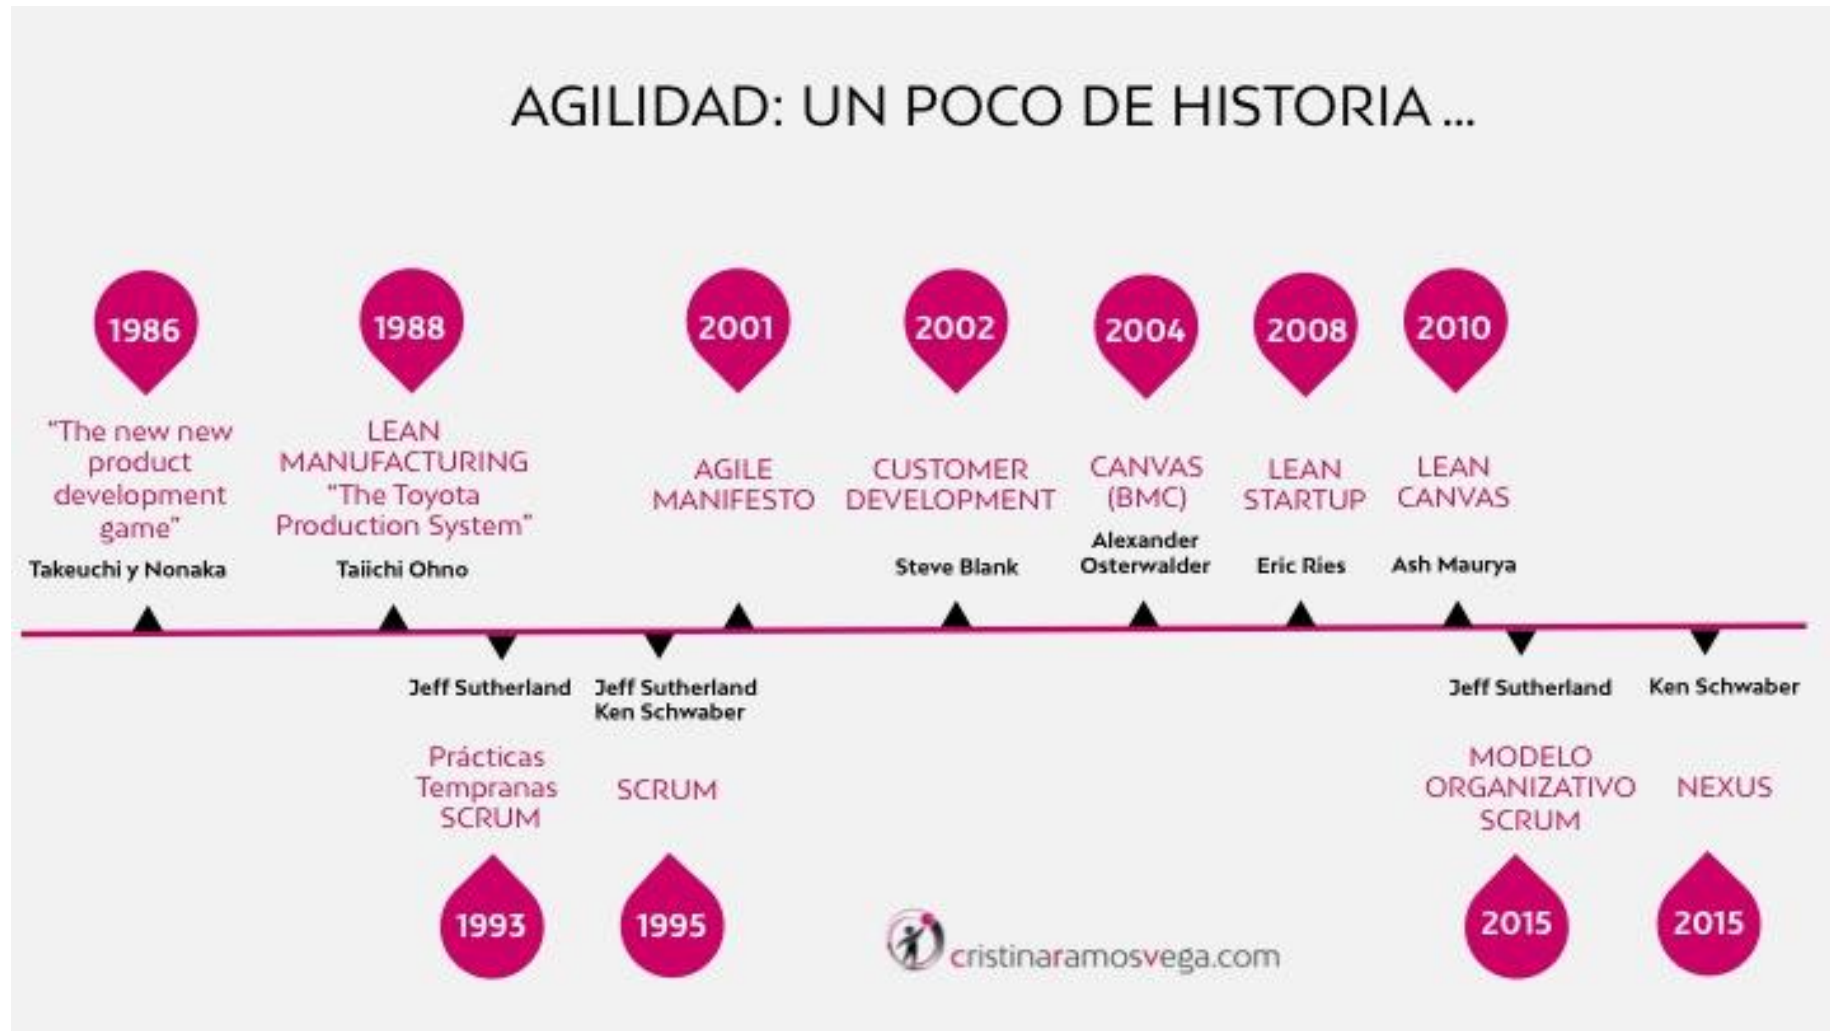 AGILIDAD: UN POCO DE HISTORIA...
1986
"The new new
product
development
game"
Takeuchi y Nonaka
1988
LEAN
MANUFACTURING
"The Toyota
Production System"
Taiichi Ohno
2001
AGILE
MANIFESTO
2002
CUSTOMER
DEVELOPMENT
Steve Blank
2004
CANVAS
(BMC)
Alexander
Osterwalder
2008
LEAN
STARTUP
Eric Ries
2010
LEAN
CANVAS
Ash Maurya
Jeff Sutherland
Prácticas
Tempranas
SCRUM
1993
Jeff Sutherland
Ken Schwaber
SCRUM
1995
Jeff Sutherland
MODELO
ORGANIZATIVO
SCRUM
2015
Ken Schwaber
NEXUS
2015
cristinaramosvega.com